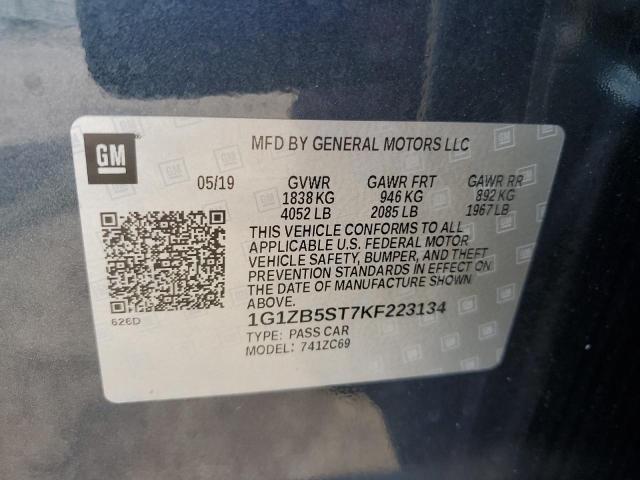 GM
MFD BY GENERAL MOTORS LLC
05/19 GVWR GAWR FRT GAWR RR
1838 KG 946 KG 892 KG
4052 LB 2085 LB 1967 LB
THIS VEHICLE CONFORMS TO ALL
APPLICABLE U.S. FEDERAL MOTOR
VEHICLE SAFETY, BUMPER, AND THEFT
PREVENTION STANDARDS IN EFFECT ON
THE DATE OF MANUFACTURE SHOWN
ABOVE.
626D
1G1ZB5ST7KF223134
TYPE: PASS CAR
MODEL: 741ZC69